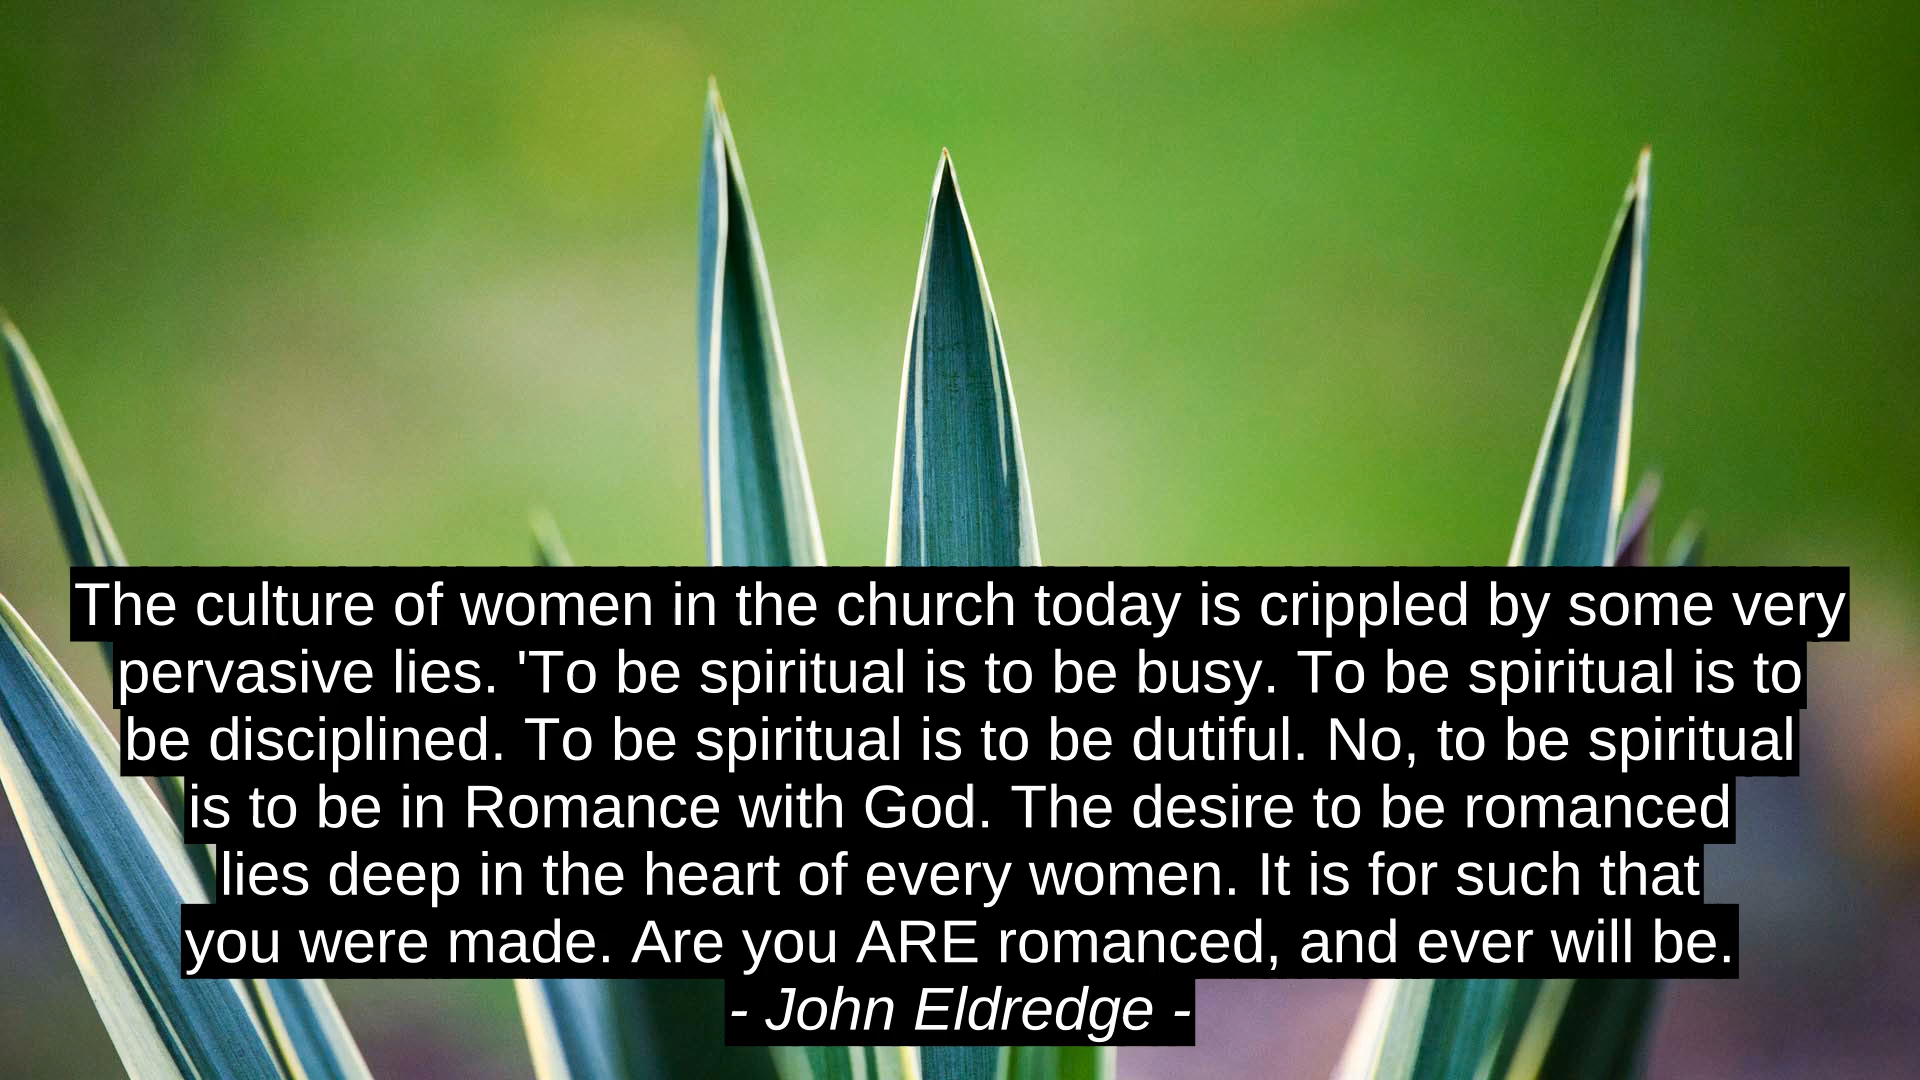 The culture of women in the church today is crippled by some very
pervasive lies. 'To be spiritual is to be busy. To be spiritual is to
be disciplined. To be spiritual is to be dutiful. No, to be spiritual
is to be in Romance with God. The desire to be romanced
lies deep in the heart of every women. It is for such that
you were made. Are you ARE romanced, and ever will be.
- John Eldredge -